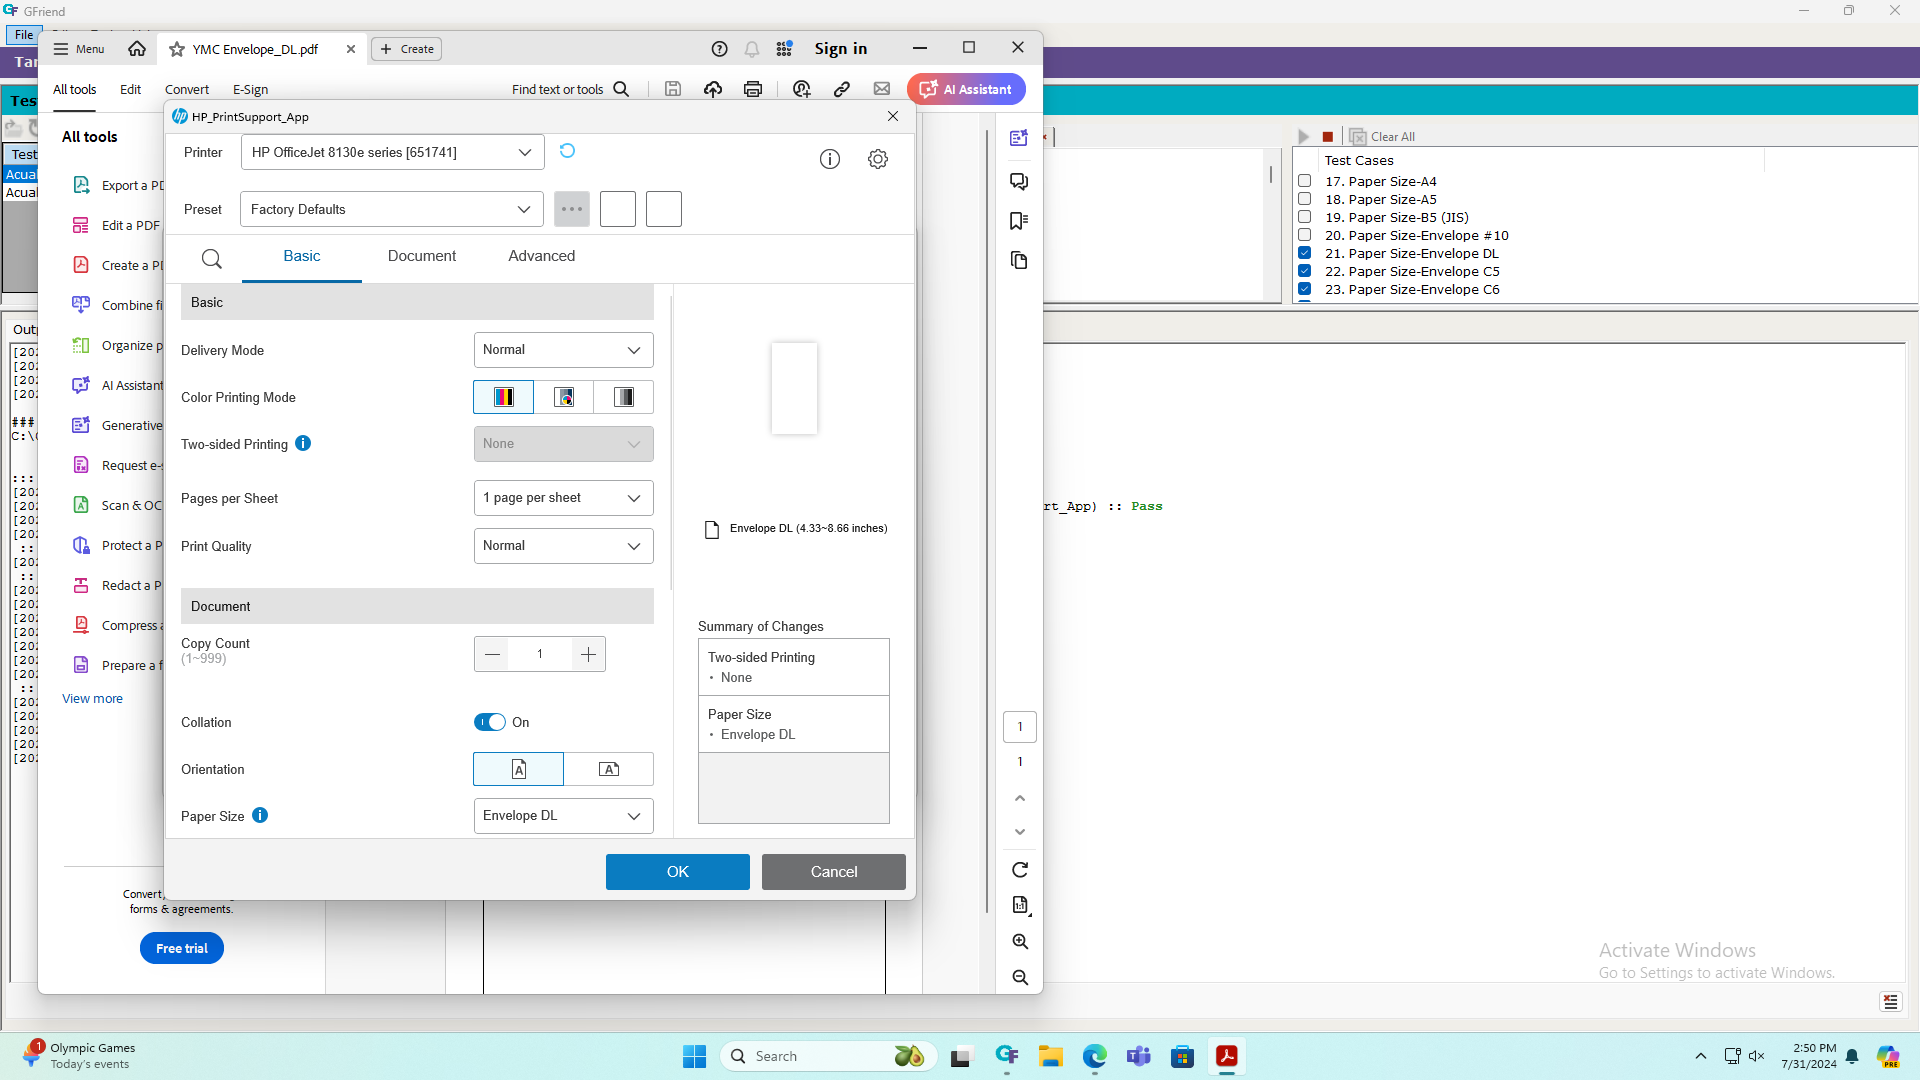 GFriend
File
Menu
YMC Envelope_DL.pdf
Create
Sign in
All tools
Edit
Convert
E-Sign
Find text or tools
AI Assistant
HP_PrintSupport_App
All tools
Export a PD
Edit a PDF
Create a PD
Combine fi
Organize p
AI Assistant
Generative
Request e-s
Scan & OC
Protect a P
Redact a P
Compress a
Prepare a f
View more
Convert,
forms & agreements.
Free trial
Printer
HP OfficeJet 8130e series [651741]
Preset
Factory Defaults
Basic
Document
Advanced
Basic
Delivery Mode
Normal
Color Printing Mode
Two-sided Printing
None
Pages per Sheet
1 page per sheet
Print Quality
Normal
Document
Copy Count
(1~999)
1
Collation
On
Orientation
Paper Size
Envelope DL
Envelope DL (4.33~8.66 inches)
Summary of Changes
Two-sided Printing
• None
Paper Size
• Envelope DL
OK
Cancel
1
1
Clear All
Test Cases
17. Paper Size-A4
18. Paper Size-A5
19. Paper Size-B5 (JIS)
20. Paper Size-Envelope #10
21. Paper Size-Envelope DL
22. Paper Size-Envelope C5
23. Paper Size-Envelope C6
rt_App) :: Pass
Activate Windows
Go to Settings to activate Windows.
1
Olympic Games
Today's events
Search
2:50 PM
7/31/2024